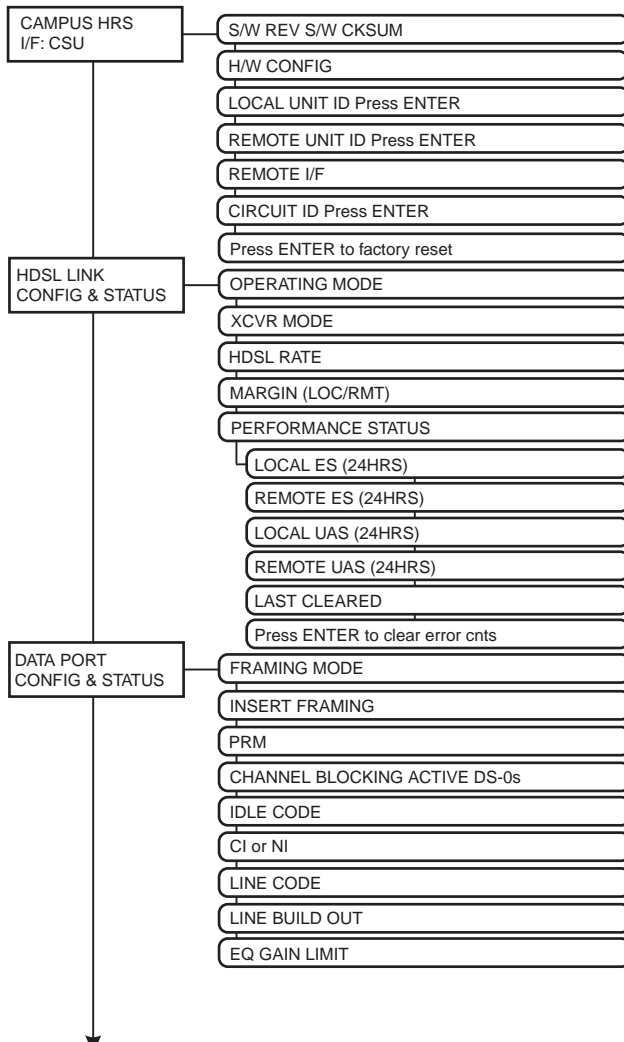 CAMPUS HRS
I/F: CSU
S/W REV S/W CKSUM
H/W CONFIG
LOCAL UNIT ID Press ENTER
REMOTE UNIT ID Press ENTER
REMOTE I/F
CIRCUIT ID Press ENTER
Press ENTER to factory reset
HDSL LINK
CONFIG & STATUS
OPERATING MODE
XCVR MODE
HDSL RATE
MARGIN (LOC/RMT)
PERFORMANCE STATUS
LOCAL ES (24HRS)
REMOTE ES (24HRS)
LOCAL UAS (24HRS)
REMOTE UAS (24HRS)
LAST CLEARED
Press ENTER to clear error cnts
DATA PORT
CONFIG & STATUS
FRAMING MODE
INSERT FRAMING
PRM
CHANNEL BLOCKING ACTIVE DS-0s
IDLE CODE
CI or NI
LINE CODE
LINE BUILD OUT
EQ GAIN LIMIT